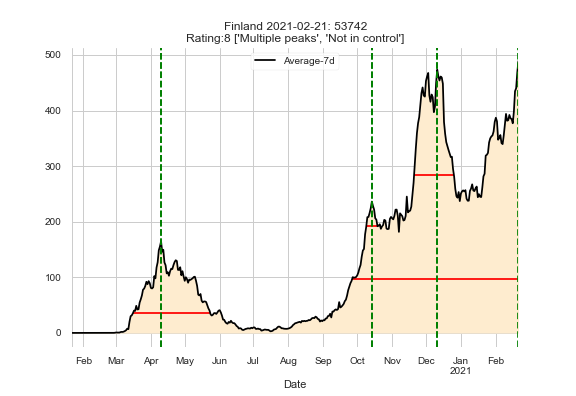 Finland 2021-02-21: 53742
Rating:8 ['Multiple peaks', 'Not in control']
Average-7d
500
400
300
200
100
0
Feb Mar Apr May Jun Jul Aug Sep Oct Nov Dec Jan Feb
2021
Date